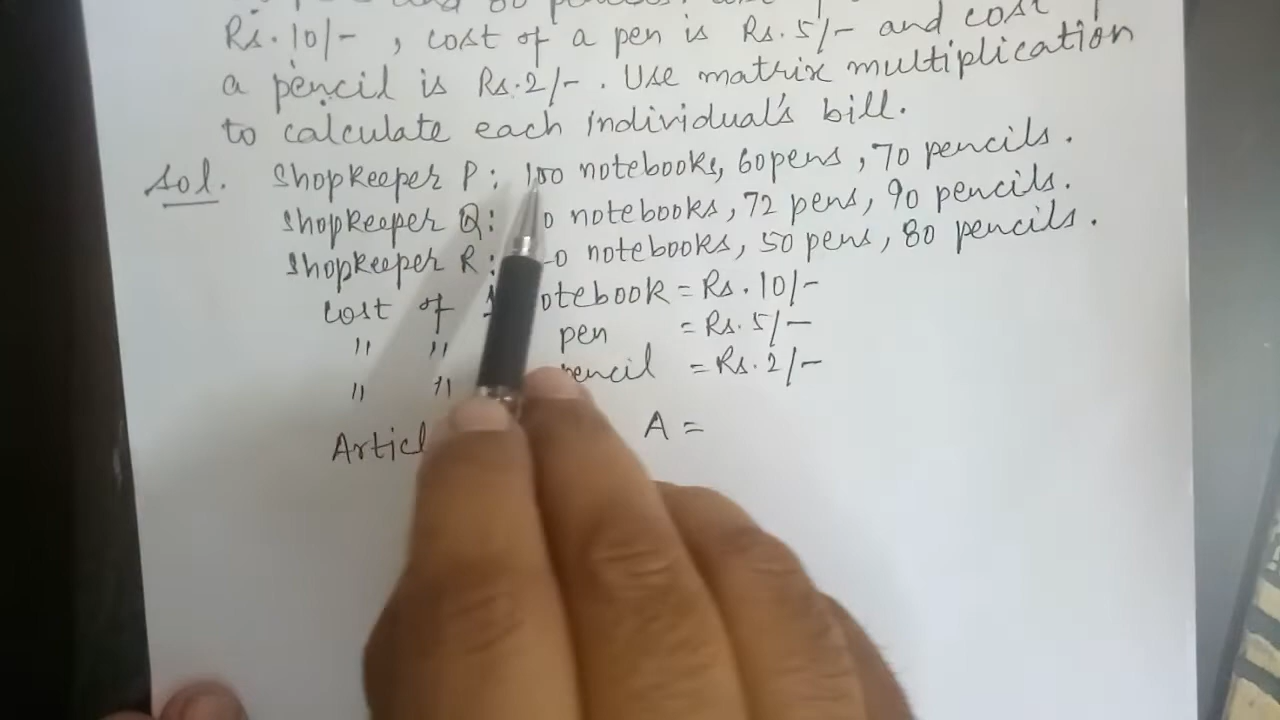 80
Rs. 10/- , cost of a pen is Rs. 5/- and cost
a pencil is Rs. 2/- . Use matrix multiplication
to calculate each individual's bill.
Sol. Shopkeeper P: notebooks, 60 pens, 70 pencils.
Shopkeeper Q: notebooks, 72 pens, 90 pencils.
Shopkeeper R: notebooks, 50 pens, 80 pencils.
Cost of = Rs. 10/-
" " pen = Rs. 5/-
" " = Rs. 2/-
A =